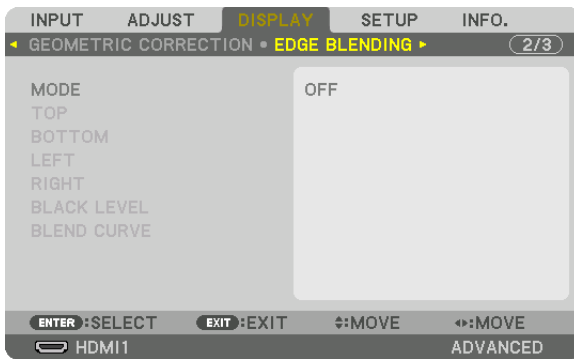 INPUT ADJUST DISPLAY SETUP INFO.
◂ GEOMETRIC CORRECTION • EDGE BLENDING ▸ 2/3
MODE OFF
TOP
BOTTOM
LEFT
RIGHT
BLACK LEVEL
BLEND CURVE
ENTER :SELECT EXIT :EXIT ♦:MOVE ◂▸:MOVE
HDMI1 ADVANCED